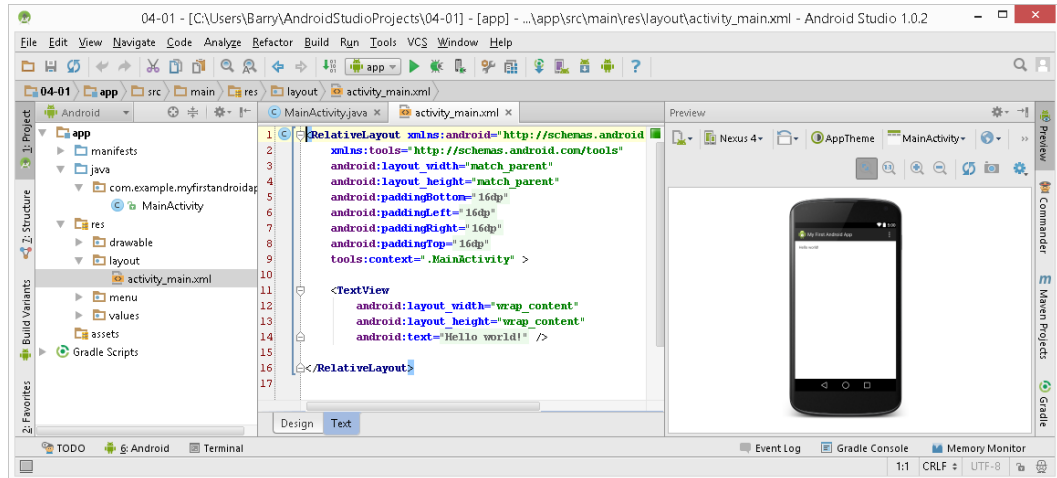 04-01 - [C:\Users\Barry\AndroidStudioProjects\04-01] - [app] - ...\app\src\main\res\layout\activity_main.xml - Android Studio 1.0.2
File Edit View Navigate Code Analyze Refactor Build Run Tools VCS Window Help
app
04-01 app src main res layout activity_main.xml
1: Project
Z: Structure
Build Variants
2: Favorites
Android
app
manifests
java
com.example.myfirstandroidap
MainActivity
res
drawable
layout
activity_main.xml
menu
values
assets
Gradle Scripts
MainActivity.java activity_main.xml
1 <RelativeLayout xmlns:android="http://schemas.android
2 xmlns:tools="http://schemas.android.com/tools"
3 android:layout_width="match_parent"
4 android:layout_height="match_parent"
5 android:paddingBottom="16dp"
6 android:paddingLeft="16dp"
7 android:paddingRight="16dp"
8 android:paddingTop="16dp"
9 tools:context=".MainActivity" >
10
11 <TextView
12 android:layout_width="wrap_content"
13 android:layout_height="wrap_content"
14 android:text="Hello world!" />
15
16 </RelativeLayout>
17
Design Text
Preview
Nexus 4 AppTheme MainActivity
My First Android App
Hello world!
Preview
Commander
Maven Projects
Gradle
TODO 6: Android Terminal Event Log Gradle Console Memory Monitor
1:1 CRLF UTF-8